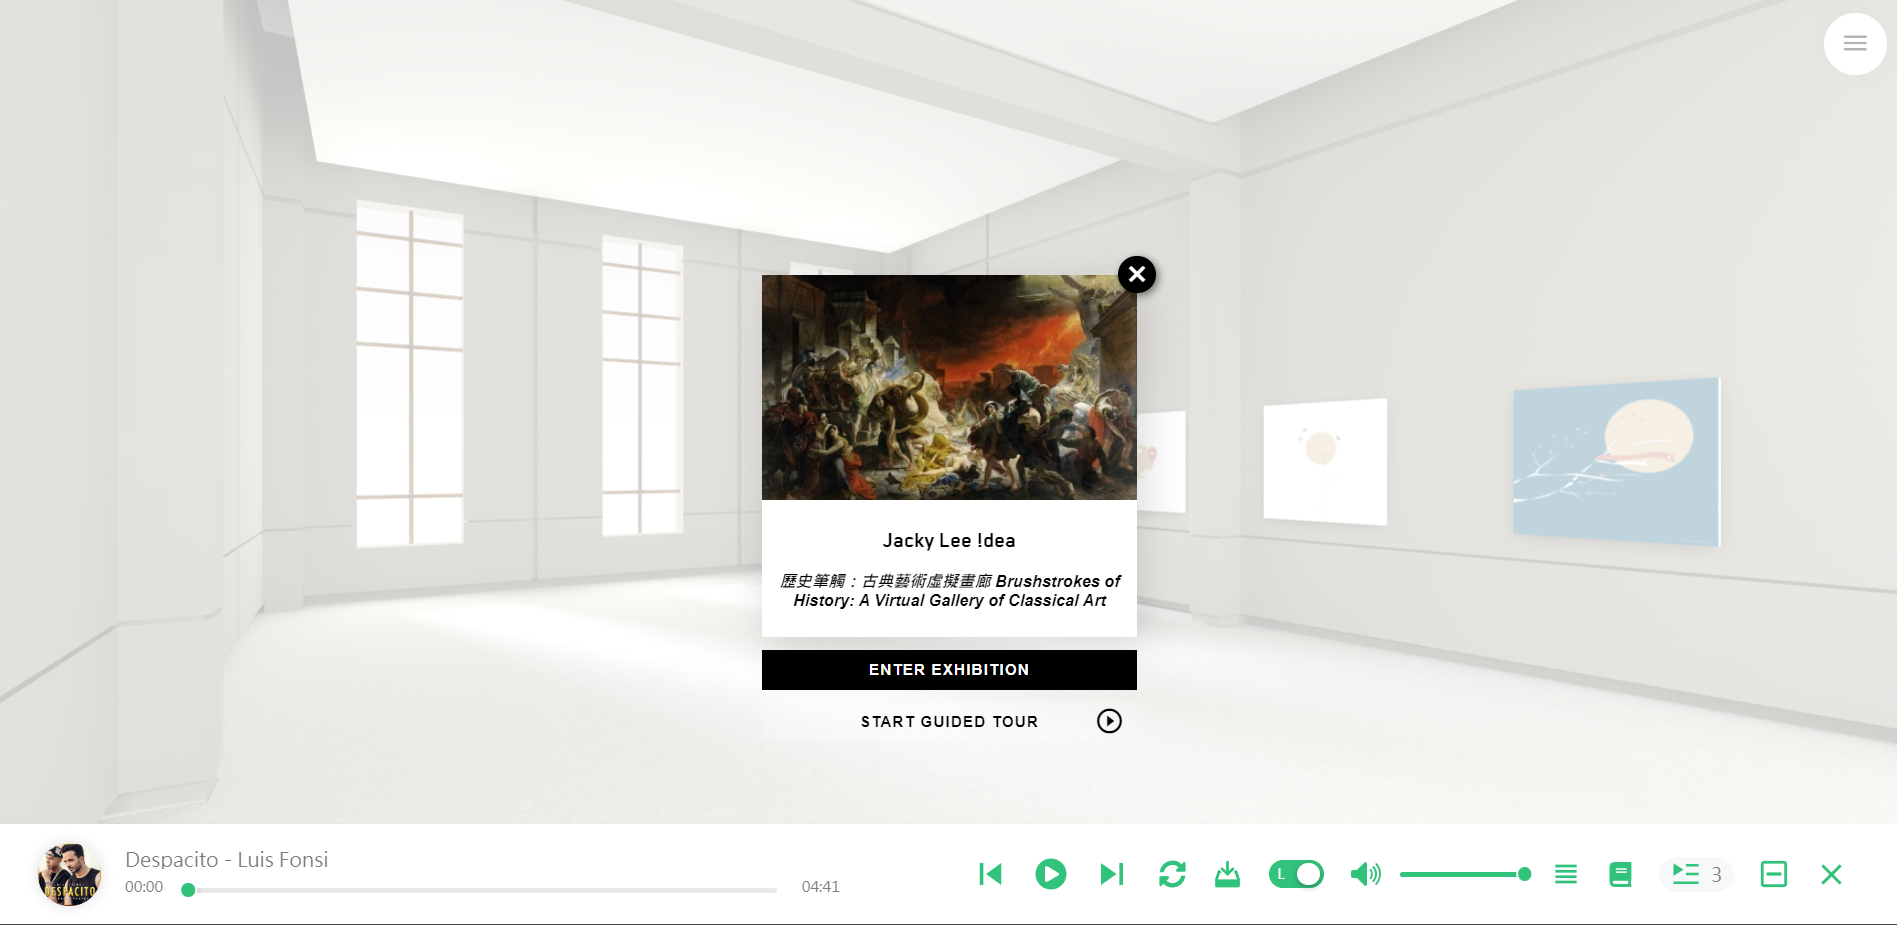 Jacky Lee !dea
歷史筆觸：古典藝術虛擬畫廊 Brushstrokes of
History: A Virtual Gallery of Classical Art
ENTER EXHIBITION
START GUIDED TOUR
DESPACITO
Despacito - Luis Fonsi
00:00
04:41
L
3